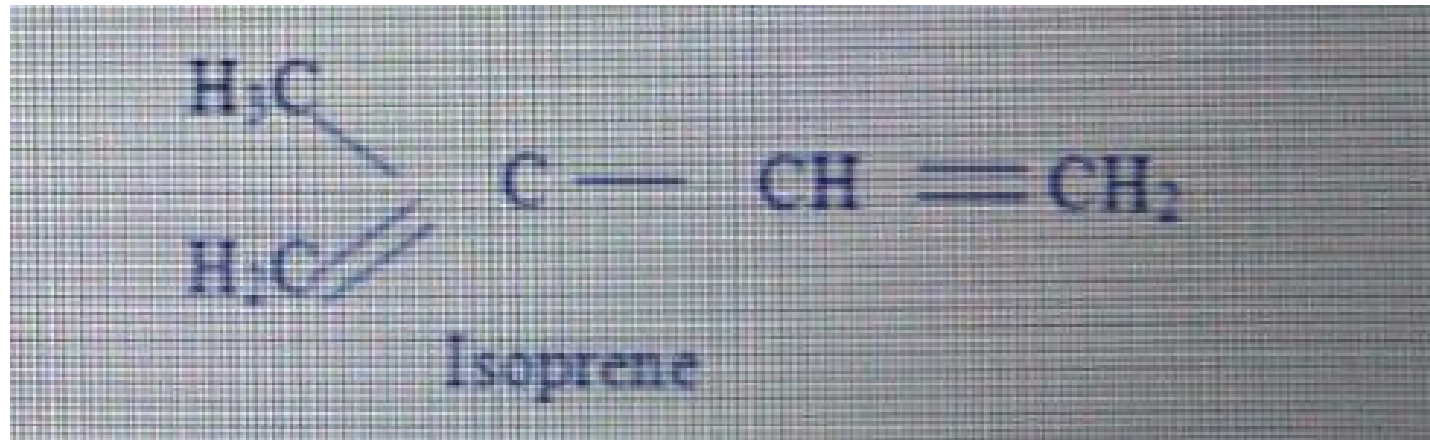 H₃C
C — CH = CH₂
H₂C
Isoprene